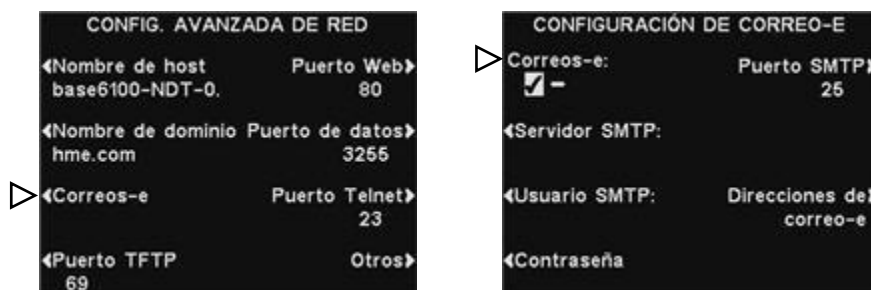 CONFIG. AVANZADA DE RED
Nombre de host Puerto Web
base6100-NDT-0. 80
Nombre de dominio Puerto de datos
hme.com 3255
Correos-e Puerto Telnet
23
Puerto TFTP Otros
69
CONFIGURACIÓN DE CORREO-E
Correos-e: Puerto SMTP
✓ – 25
Servidor SMTP:
Usuario SMTP: Direcciones de
correo-e
Contraseña